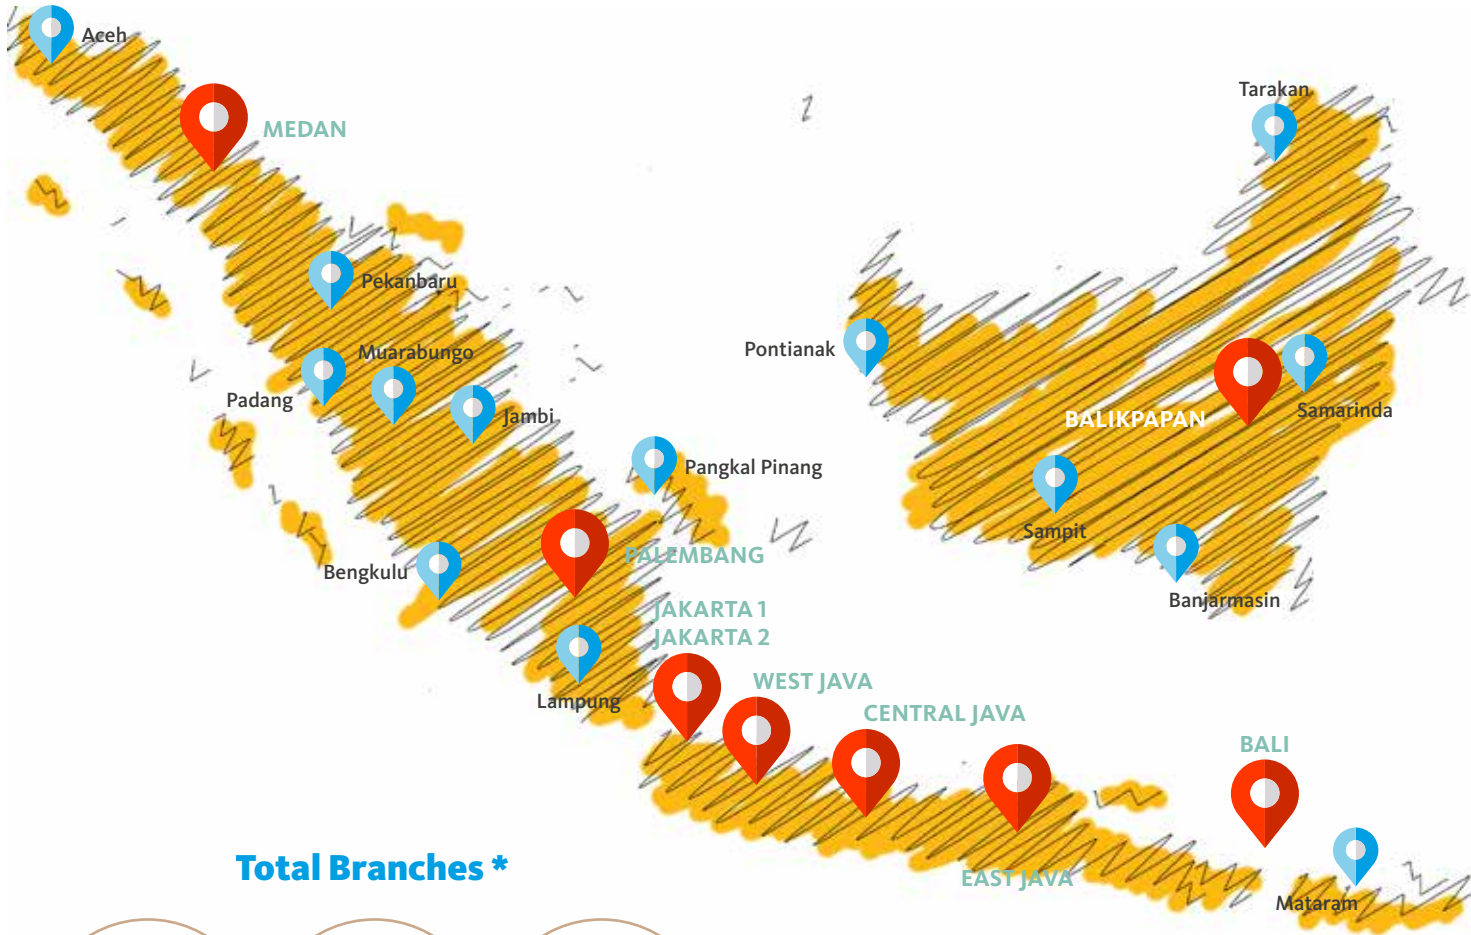 Aceh
Tarakan
MEDAN
Pekanbaru
Pontianak
Muarabungo
Padang
Jambi
BALIKPAPAN
Samarinda
Pangkal Pinang
Sampit
PALEMBANG
Bengkulu
Banjarmasin
JAKARTA 1
JAKARTA 2
WEST JAVA
Lampung
CENTRAL JAVA
BALI
Total Branches *
EAST JAVA
Mataram